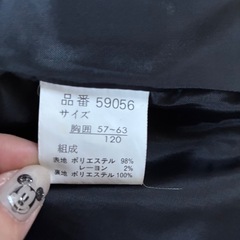 品番 59056
サイズ
胸囲 57~63
120
組成
表地 ポリエステル 98%
レーヨン 2%
裏地 ポリエステル 100%